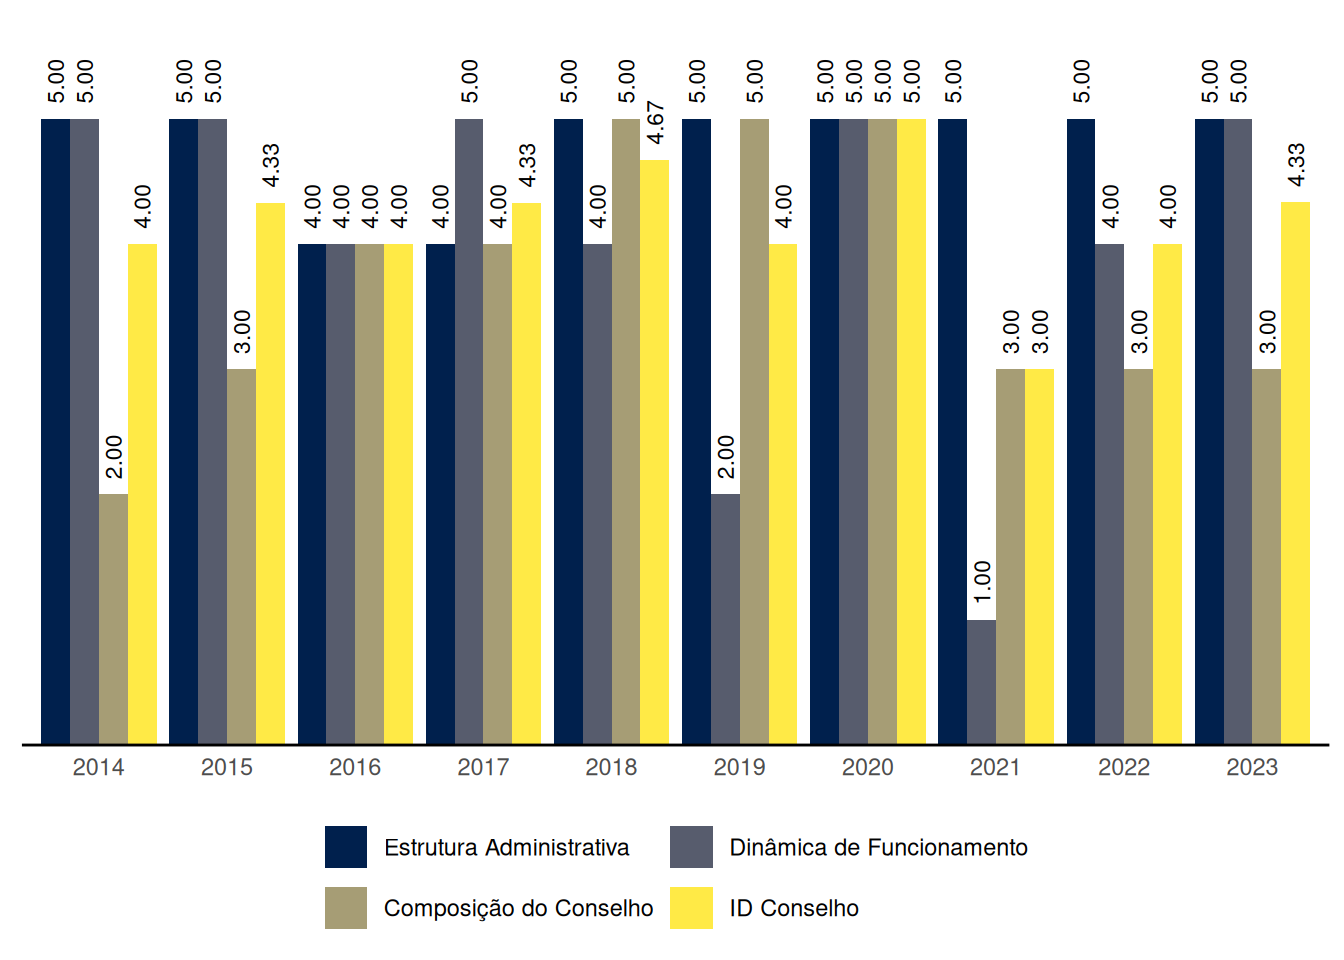 5.00 5.00 2.00 4.00 5.00 5.00 3.00 4.33 4.00 4.00 4.00 4.00 4.00 5.00 4.00 4.33 5.00 4.00 5.00 4.67 5.00 2.00 5.00 4.00 5.00 5.00 5.00 5.00 5.00 1.00 3.00 3.00 5.00 4.00 3.00 4.00 5.00 5.00 3.00 4.33
2014 2015 2016 2017 2018 2019 2020 2021 2022 2023
Estrutura Administrativa Dinâmica de Funcionamento
Composição do Conselho ID Conselho